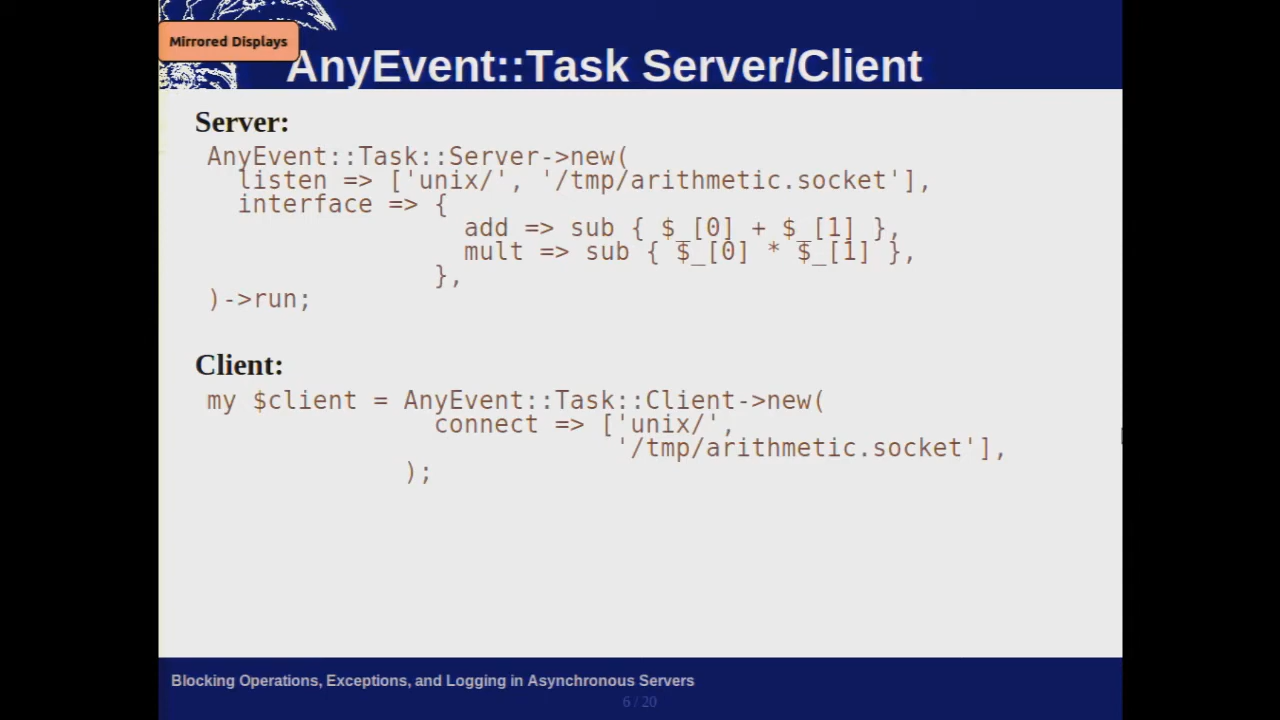 Mirrored Displays
AnyEvent::Task Server/Client
Server:
AnyEvent::Task::Server->new(
listen => ['unix/', '/tmp/arithmetic.socket'],
interface => {
add => sub { $_[0] + $_[1] },
mult => sub { $_[0] * $_[1] },
},
)->run;
Client:
my $client = AnyEvent::Task::Client->new(
connect => ['unix/',
'/tmp/arithmetic.socket'],
);
Blocking Operations, Exceptions, and Logging in Asynchronous Servers
6 / 20